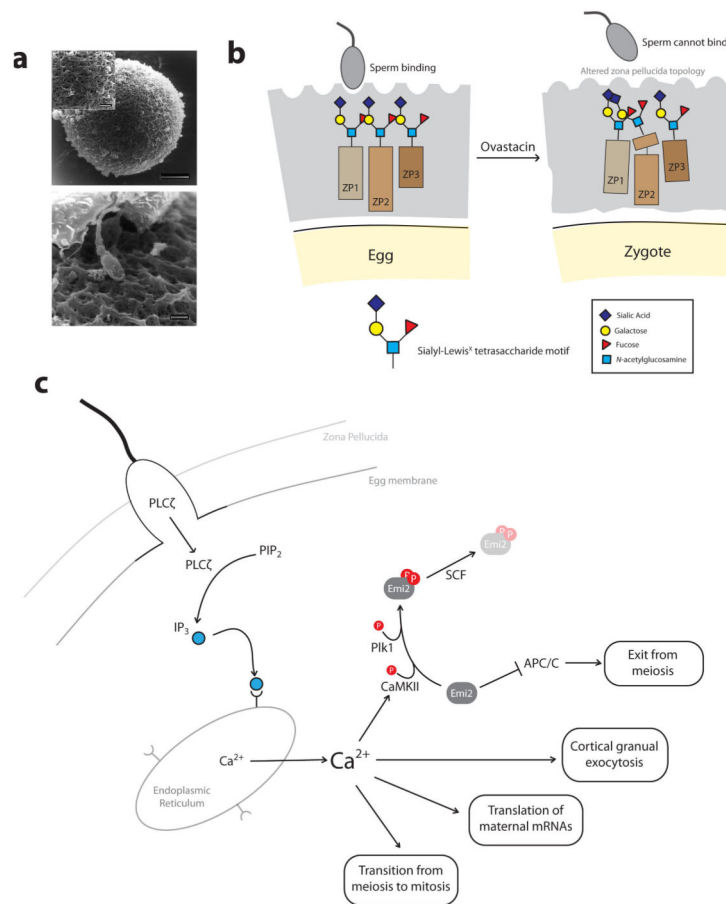 a
b
Sperm binding
Sperm cannot bind
Altered zona pellucida topology
Ovastacin
ZP1
ZP2
ZP3
ZP1
ZP2
ZP3
Egg
Zygote
Sialyl-Lewisˣ tetrasaccharide motif
Sialic Acid
Galactose
Fucose
N-acetylglucosamine
c
Zona Pellucida
Egg membrane
PLCζ
PLCζ
PIP₂
IP₃
Endoplasmic
Reticulum
Ca²⁺
Ca²⁺
P
Plk1
P
CaMKII
Emi2
P
P
Emi2
SCF
Emi2
P
P
APC/C
Exit from
meiosis
Cortical granual
exocytosis
Translation of
maternal mRNAs
Transition from
meiosis to mitosis